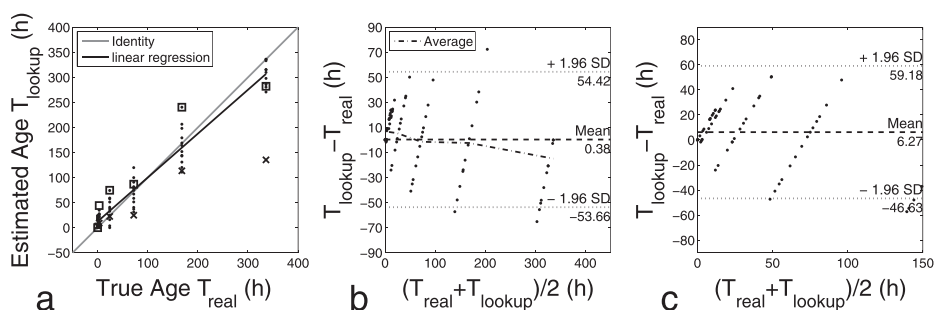 Estimated Age T_lookup (h)
400
350
300
250
200
150
100
50
0
−50
Identity
linear regression
0
100
200
300
400
True Age T_real (h)
a
T_lookup−T_real (h)
90
70
50
30
10
0
−10
−30
−50
−70
−90
Average
+ 1.96 SD
54.42
Mean
0.38
− 1.96 SD
−53.66
0
100
200
300
400
(T_real+T_lookup)/2 (h)
b
T_lookup−T_real (h)
80
60
40
20
0
−20
−40
−60
−80
+ 1.96 SD
59.18
Mean
6.27
− 1.96 SD
−46.63
0
50
100
150
(T_real+T_lookup)/2 (h)
c